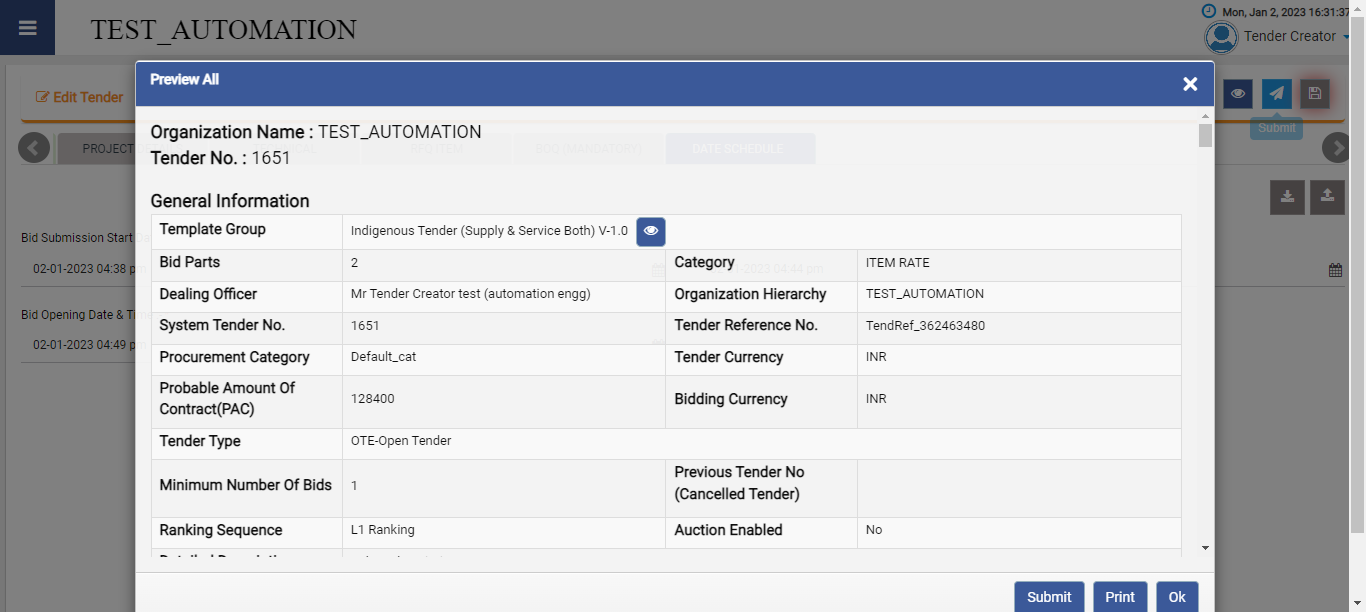 TEST_AUTOMATION
Mon, Jan 2, 2023 16:31:37
Tender Creator
Edit Tender
Submit
PROJECT
REQ ITEM
BOQ (MANDATORY)
DATE SCHEDULE
Bid Submission Start
02-01-2023 04:38 p
02-01-2023 04:44 pm
Bid Opening Date & Ti
02-01-2023 04:49 p
Preview All
Organization Name : TEST_AUTOMATION
Tender No. : 1651
General Information
Template Group Indigenous Tender (Supply & Service Both) V-1.0
Bid Parts 2 Category ITEM RATE
Dealing Officer Mr Tender Creator test (automation engg) Organization Hierarchy TEST_AUTOMATION
System Tender No. 1651 Tender Reference No. TendRef_362463480
Procurement Category Default_cat Tender Currency INR
Probable Amount Of
Contract(PAC) 128400 Bidding Currency INR
Tender Type OTE-Open Tender
Minimum Number Of Bids 1 Previous Tender No
(Cancelled Tender)
Ranking Sequence L1 Ranking Auction Enabled No
Submit Print Ok